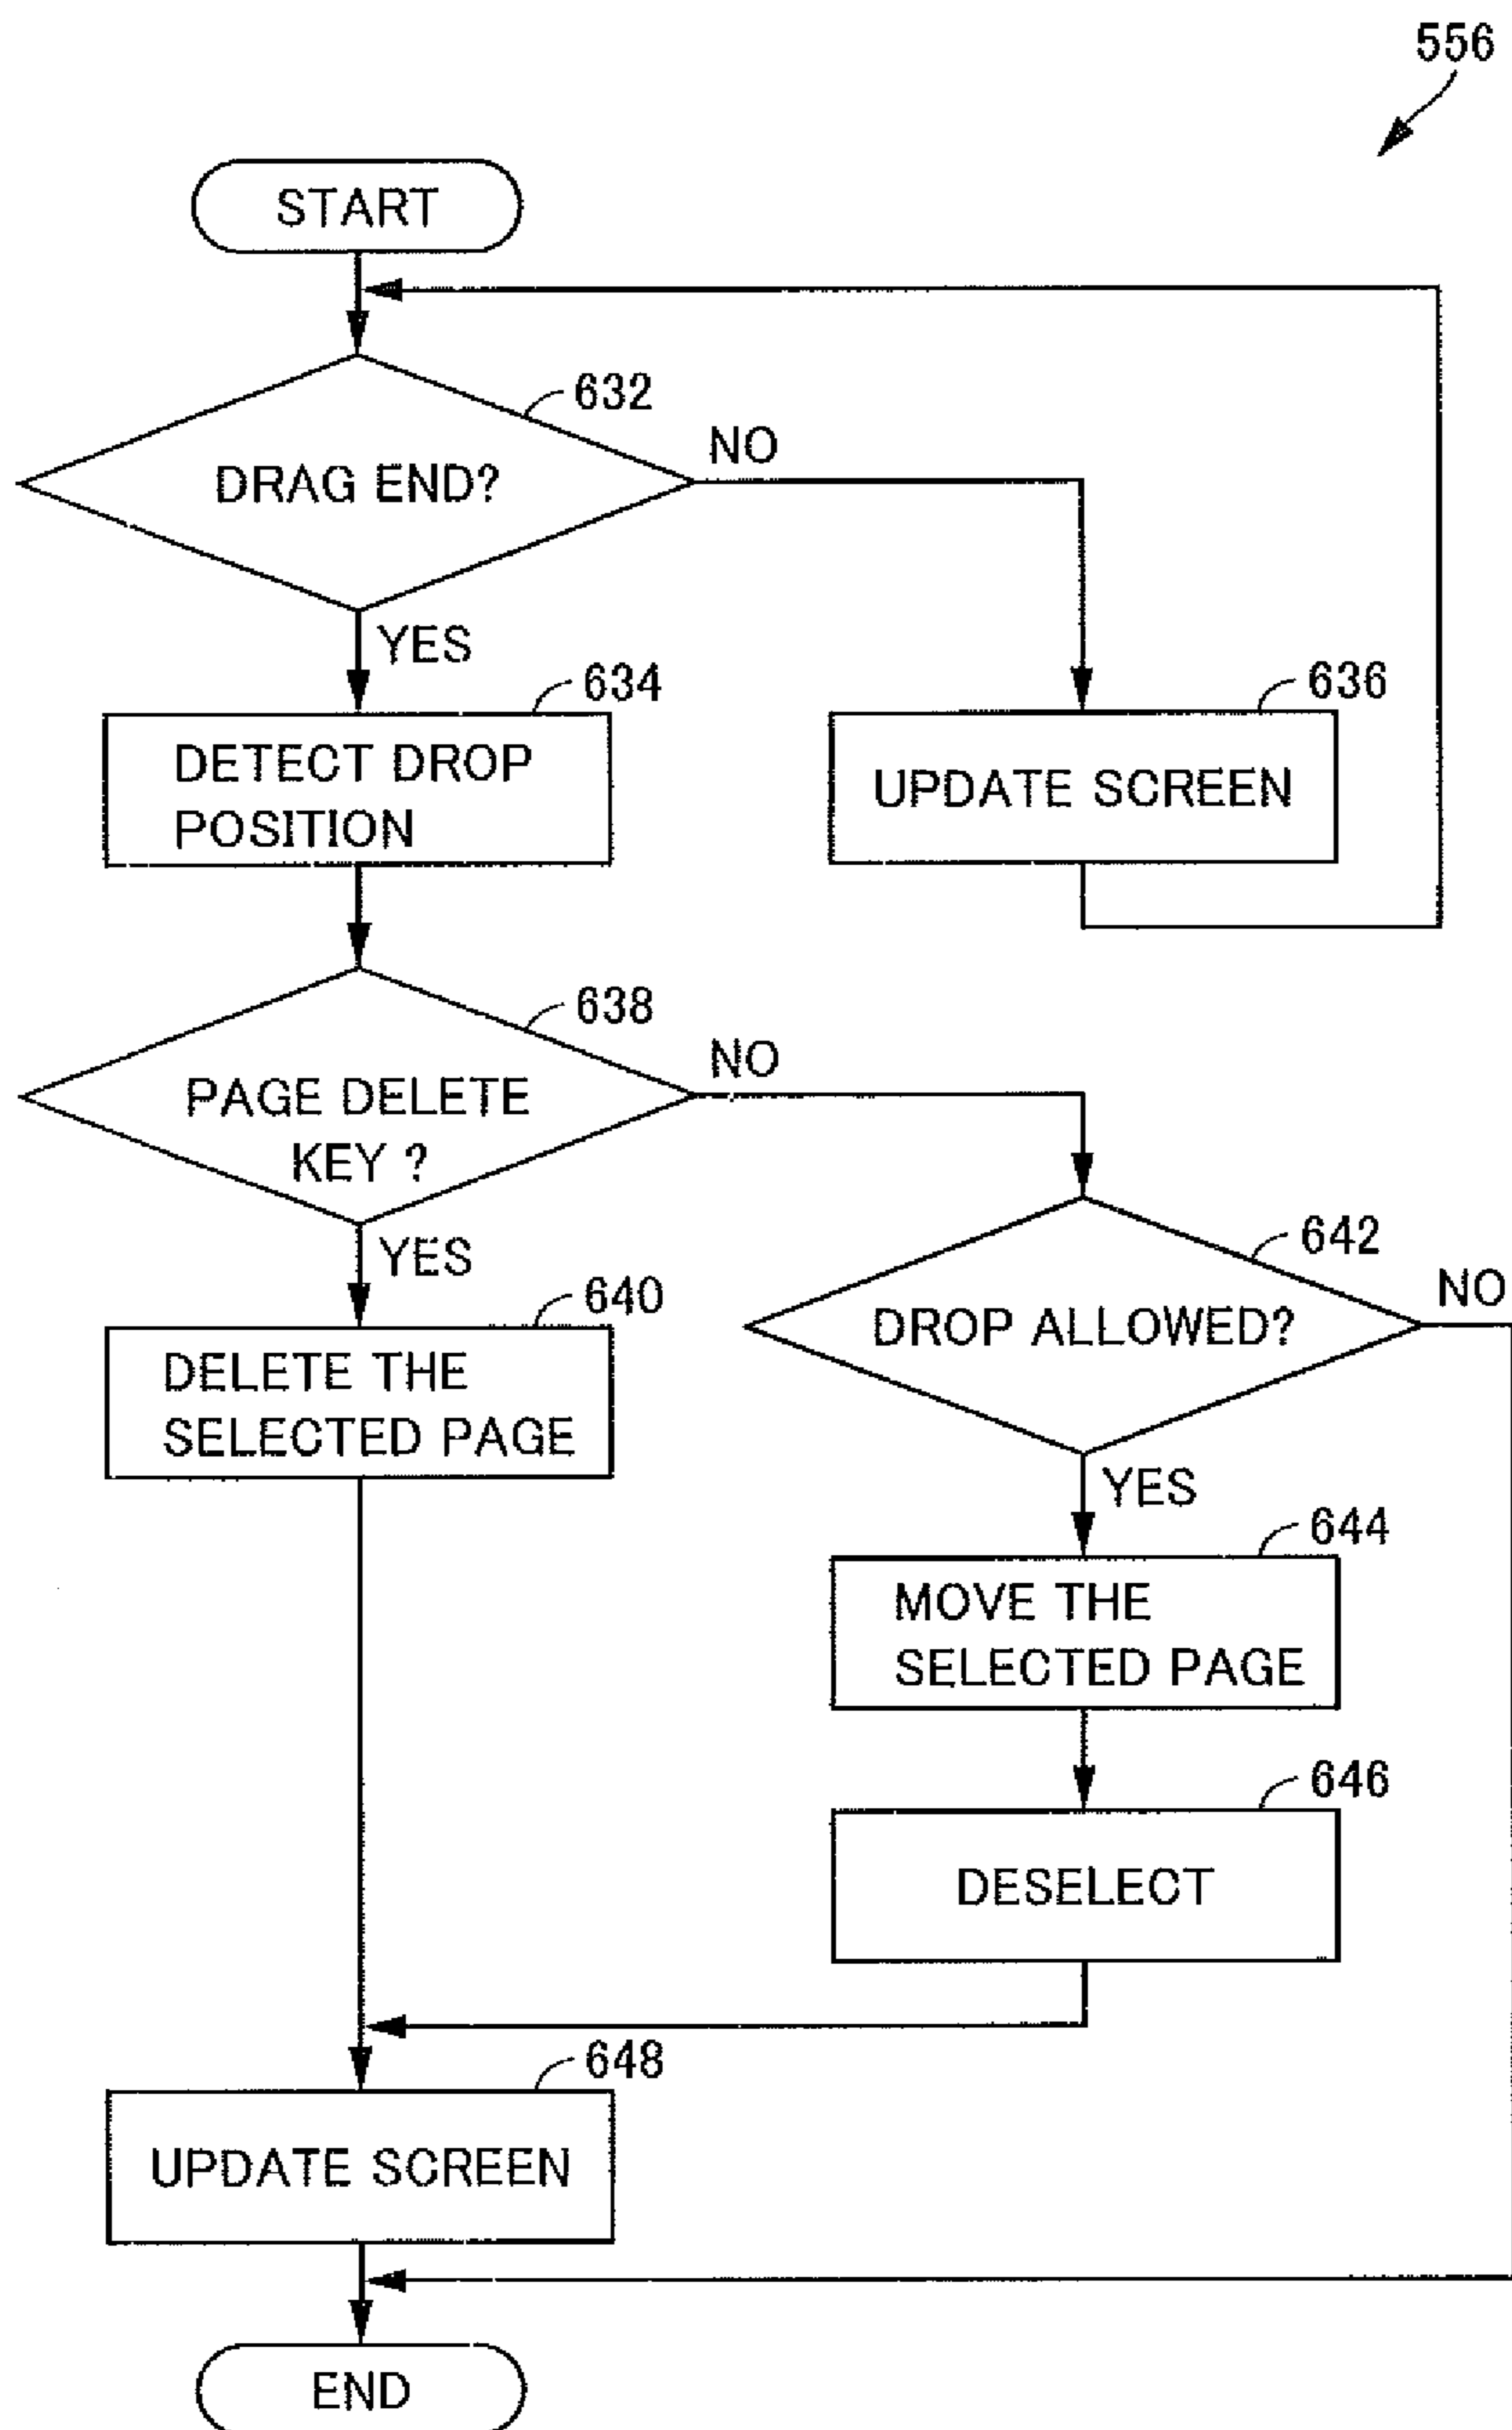 556
START
632
DRAG END?
NO
YES
634
DETECT DROP
POSITION
636
UPDATE SCREEN
638
PAGE DELETE
KEY ?
NO
YES
642
DROP ALLOWED?
NO
640
DELETE THE
SELECTED PAGE
YES
644
MOVE THE
SELECTED PAGE
646
DESELECT
648
UPDATE SCREEN
END